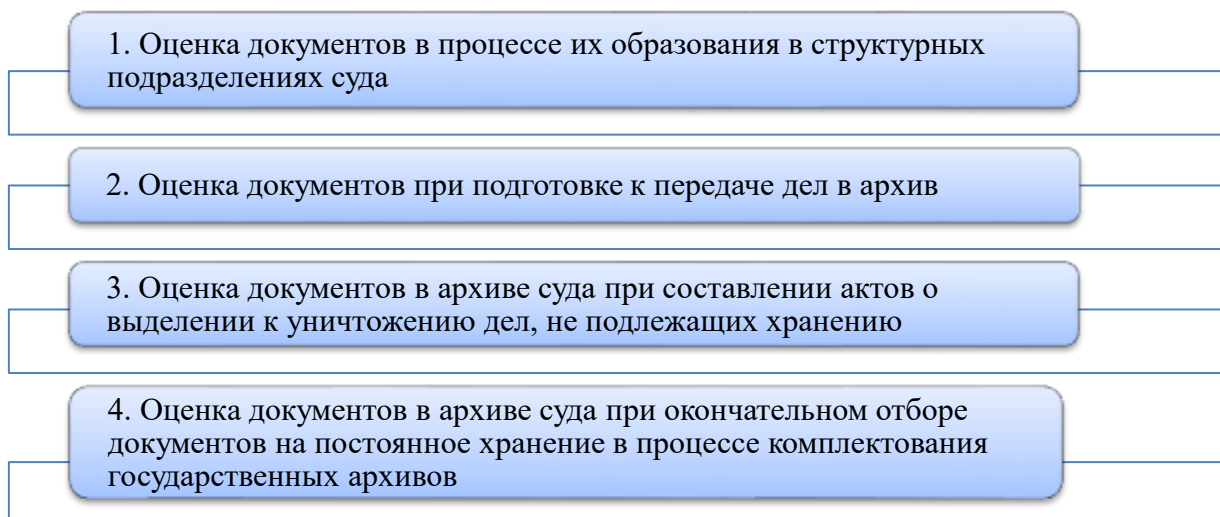 1. Оценка документов в процессе их образования в структурных
подразделениях суда
2. Оценка документов при подготовке к передаче дел в архив
3. Оценка документов в архиве суда при составлении актов о
выделении к уничтожению дел, не подлежащих хранению
4. Оценка документов в архиве суда при окончательном отборе
документов на постоянное хранение в процессе комплектования
государственных архивов